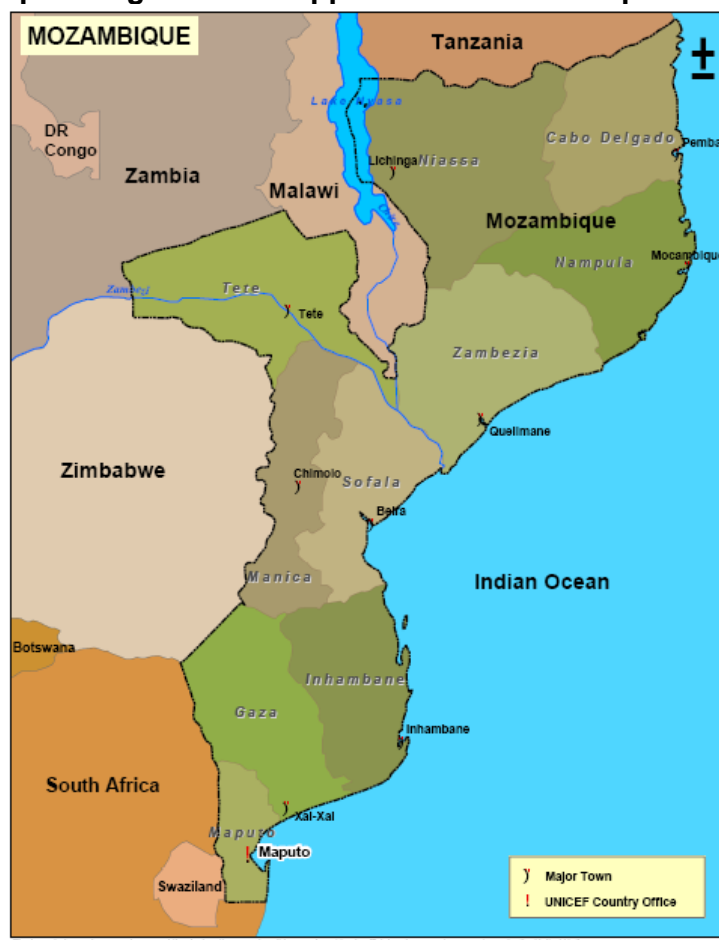 MOZAMBIQUE
Tanzania
Lake Nyasa
DR
Congo
Cabo Delgado
Pemba
Lichinga
Niassa
Zambia
Malawi
Mozambique
Nampula
Mocambique
Zambezi
Tete
Tete
Zambezia
Quelimane
Zimbabwe
Chimoio
Sofala
Beira
Manica
Indian Ocean
Botswana
Inhambane
Gaza
Inhambane
South Africa
Xai-Xai
Maputo
Maputo
Swaziland
Major Town
UNICEF Country Office